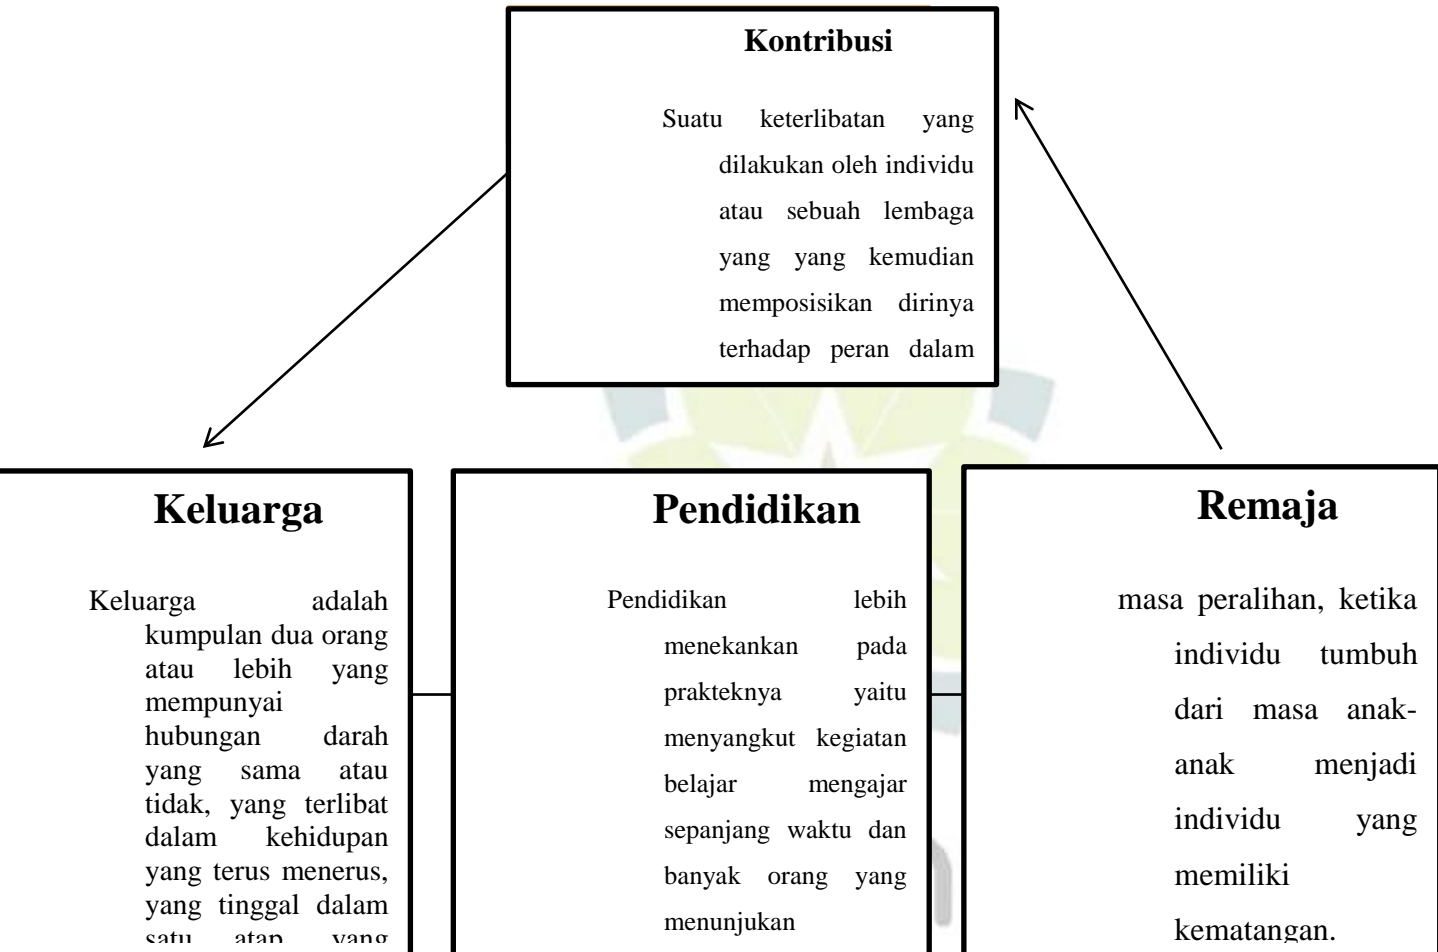 Kontribusi
Suatu keterlibatan yang
dilakukan oleh individu
atau sebuah lembaga
yang yang kemudian
memposisikan dirinya
terhadap peran dalam
Keluarga
Keluarga adalah
kumpulan dua orang
atau lebih yang
mempunyai
hubungan darah
yang sama atau
tidak, yang terlibat
dalam kehidupan
yang terus menerus,
yang tinggal dalam
satu atap yang
Pendidikan
Pendidikan lebih
menekankan pada
prakteknya yaitu
menyangkut kegiatan
belajar mengajar
sepanjang waktu dan
banyak orang yang
menunjukan
Remaja
masa peralihan, ketika
individu tumbuh
dari masa anak-
anak menjadi
individu yang
memiliki
kematangan.